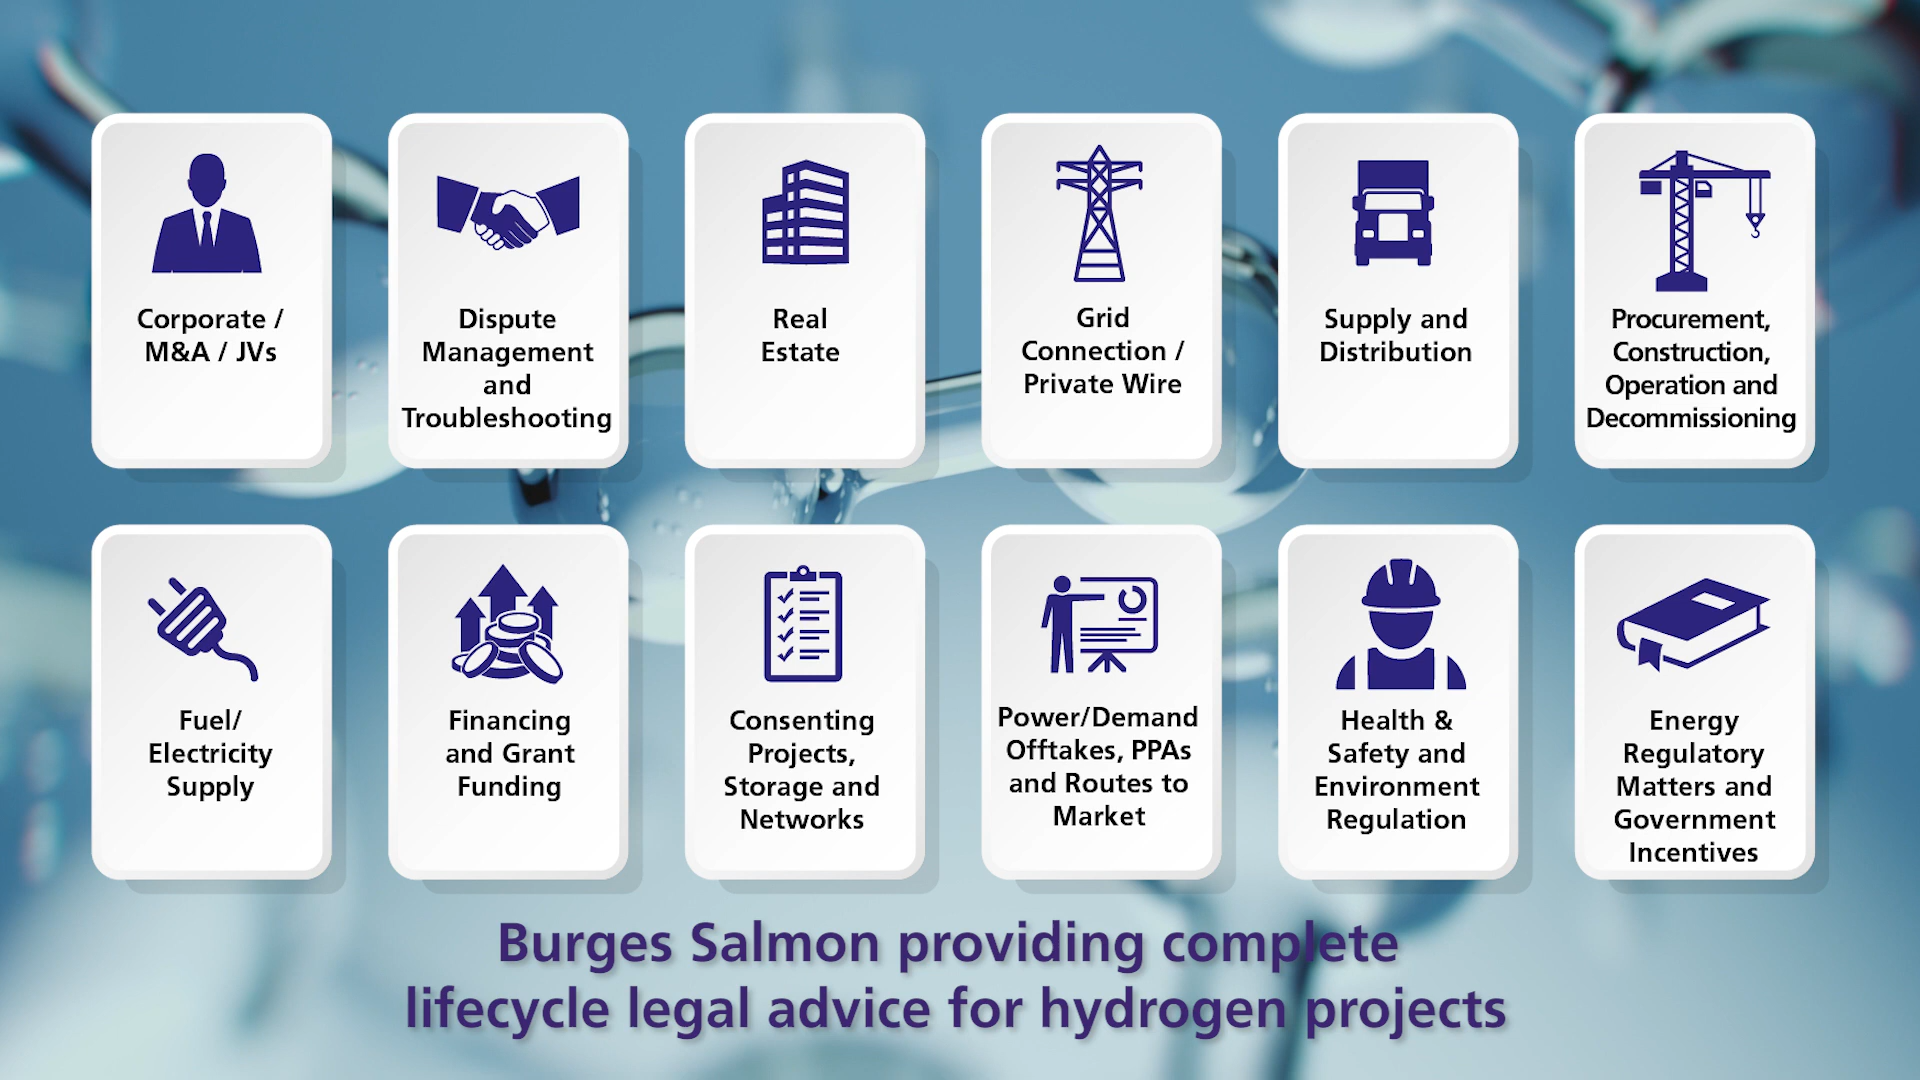 Corporate /
M&A / JVs
Dispute
Management
and
Troubleshooting
Real
Estate
Grid
Connection /
Private Wire
Supply and
Distribution
Procurement,
Construction,
Operation and
Decommissioning
Fuel/
Electricity
Supply
Financing
and Grant
Funding
Consenting
Projects,
Storage and
Networks
Power/Demand
Offtakes, PPAs
and Routes to
Market
Health &
Safety and
Environment
Regulation
Energy
Regulatory
Matters and
Government
Incentives
Burges Salmon providing complete
lifecycle legal advice for hydrogen projects